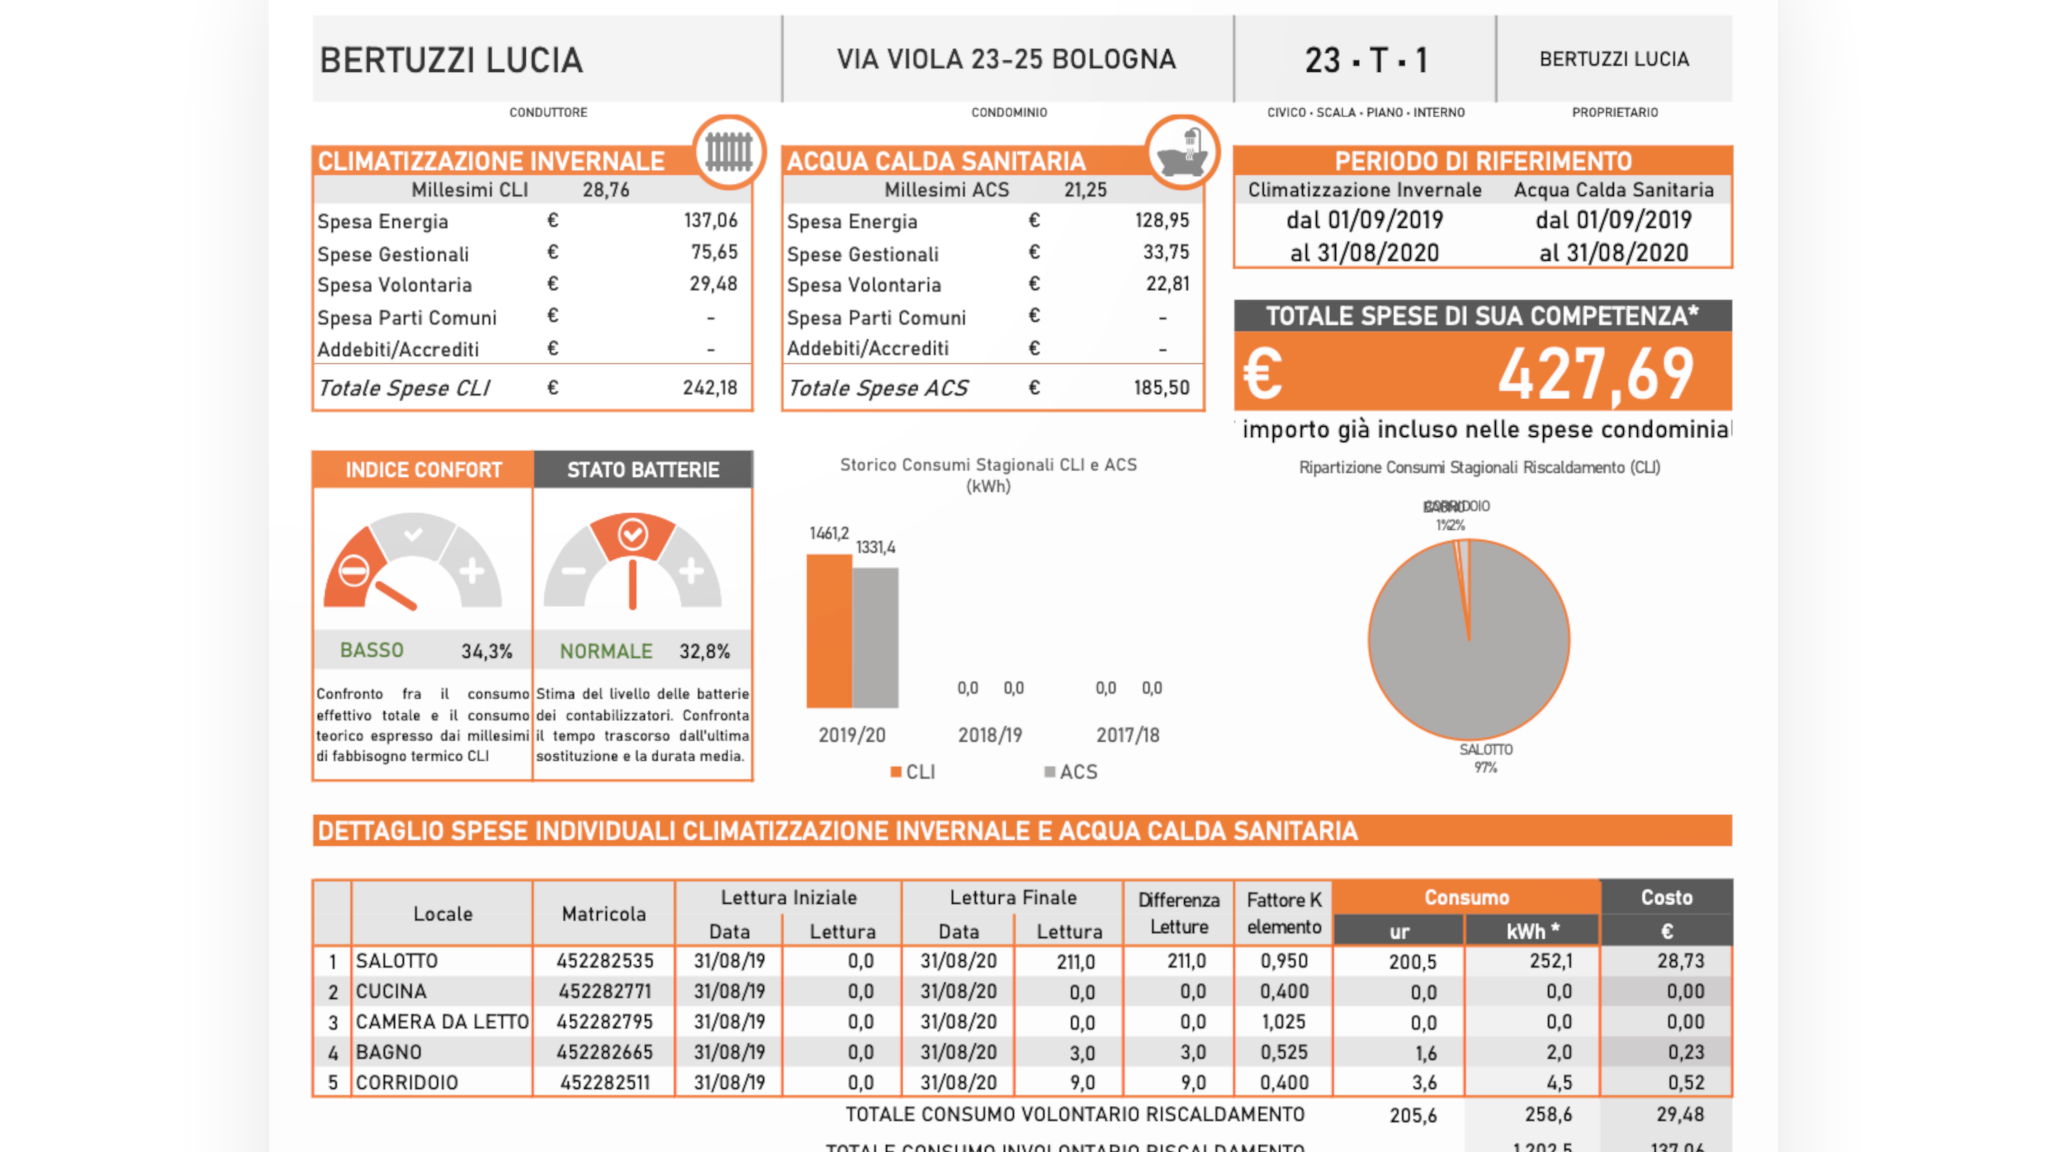 BERTUZZI LUCIA
VIA VIOLA 23-25 BOLOGNA
23 · T · 1
BERTUZZI LUCIA
CONDUTTORE
CONDOMINIO
CIVICO · SCALA · PIANO · INTERNO
PROPRIETARIO
CLIMATIZZAZIONE INVERNALE
Millesimi CLI 28,76
Spesa Energia € 137,06
Spese Gestionali € 75,65
Spesa Volontaria € 29,48
Spesa Parti Comuni € -
Addebiti/Accrediti € -
Totale Spese CLI € 242,18
ACQUA CALDA SANITARIA
Millesimi ACS 21,25
Spesa Energia € 128,95
Spese Gestionali € 33,75
Spesa Volontaria € 22,81
Spesa Parti Comuni € -
Addebiti/Accrediti € -
Totale Spese ACS € 185,50
PERIODO DI RIFERIMENTO
Climatizzazione Invernale Acqua Calda Sanitaria
dal 01/09/2019 dal 01/09/2019
al 31/08/2020 al 31/08/2020
TOTALE SPESE DI SUA COMPETENZA*
€ 427,69
importo già incluso nelle spese condominial
INDICE CONFORT
BASSO 34,3%
Confronto fra il consumo
effettivo totale e il consumo
teorico espresso dai millesimi
di fabbisogno termico CLI
STATO BATTERIE
NORMALE 32,8%
Stima del livello delle batterie
dei contabilizzatori. Confronta
il tempo trascorso dall'ultima
sostituzione e la durata media.
Storico Consumi Stagionali CLI e ACS
(kWh)
1461,2
1331,4
0,0 0,0 0,0 0,0
2019/20 2018/19 2017/18
CLI ACS
Ripartizione Consumi Stagionali Riscaldamento (CLI)
BAGNO CORRIDOIO
1% 2%
SALOTTO
97%
DETTAGLIO SPESE INDIVIDUALI CLIMATIZZAZIONE INVERNALE E ACQUA CALDA SANITARIA
Locale Matricola Lettura Iniziale Lettura Finale Differenza Letture Fattore K elemento Consumo Costo
Data Lettura Data Lettura ur kWh * €
1 SALOTTO 452282535 31/08/19 0,0 31/08/20 211,0 211,0 0,950 200,5 252,1 28,73
2 CUCINA 452282771 31/08/19 0,0 31/08/20 0,0 0,0 0,400 0,0 0,0 0,00
3 CAMERA DA LETTO 452282795 31/08/19 0,0 31/08/20 0,0 0,0 1,025 0,0 0,0 0,00
4 BAGNO 452282665 31/08/19 0,0 31/08/20 3,0 3,0 0,525 1,6 2,0 0,23
5 CORRIDOIO 452282511 31/08/19 0,0 31/08/20 9,0 9,0 0,400 3,6 4,5 0,52
TOTALE CONSUMO VOLONTARIO RISCALDAMENTO 205,6 258,6 29,48
TOTALE CONSUMO INVOLONTARIO RISCALDAMENTO 1.202,5 137,06